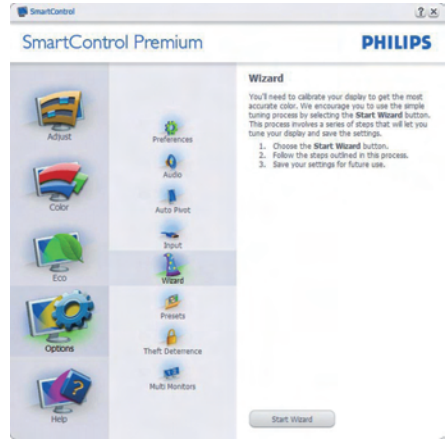 SmartControl
SmartControl Premium
PHILIPS
Adjust
Color
Eco
Options
Help
Preferences
Audio
Auto Pivot
Input
Wizard
Presets
Theft Deterrence
Multi Monitors
Wizard
You'll need to calibrate your display to get the most
accurate color. We encourage you to use the simple
tuning process by selecting the Start Wizard button.
This process involves a series of steps that will let you
tune your display and save the settings.
1. Choose the Start Wizard button.
2. Follow the steps outlined in this process.
3. Save your settings for future use.
Start Wizard